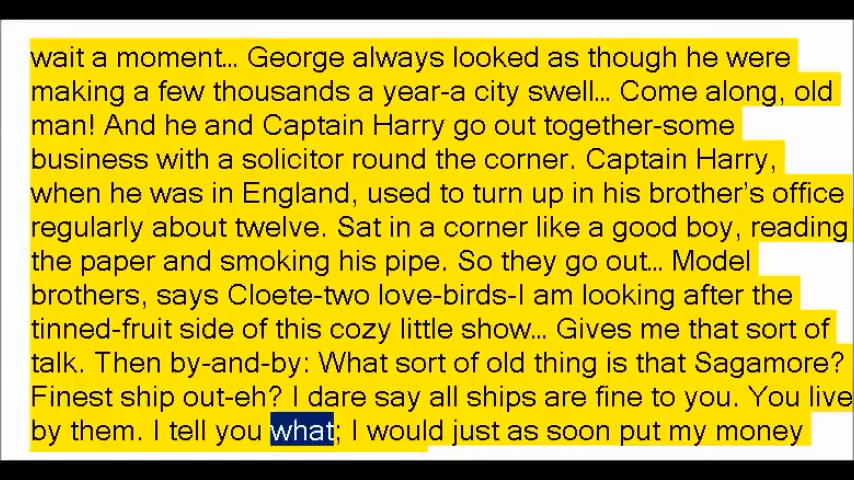 wait a moment... George always looked as though he were
making a few thousands a year-a city swell... Come along, old
man! And he and Captain Harry go out together-some
business with a solicitor round the corner. Captain Harry,
when he was in England, used to turn up in his brother's office
regularly about twelve. Sat in a corner like a good boy, reading
the paper and smoking his pipe. So they go out... Model
brothers, says Cloete-two love-birds-I am looking after the
tinned-fruit side of this cozy little show... Gives me that sort of
talk. Then by-and-by: What sort of old thing is that Sagamore?
Finest ship out-eh? I dare say all ships are fine to you. You live
by them. I tell you what; I would just as soon put my money